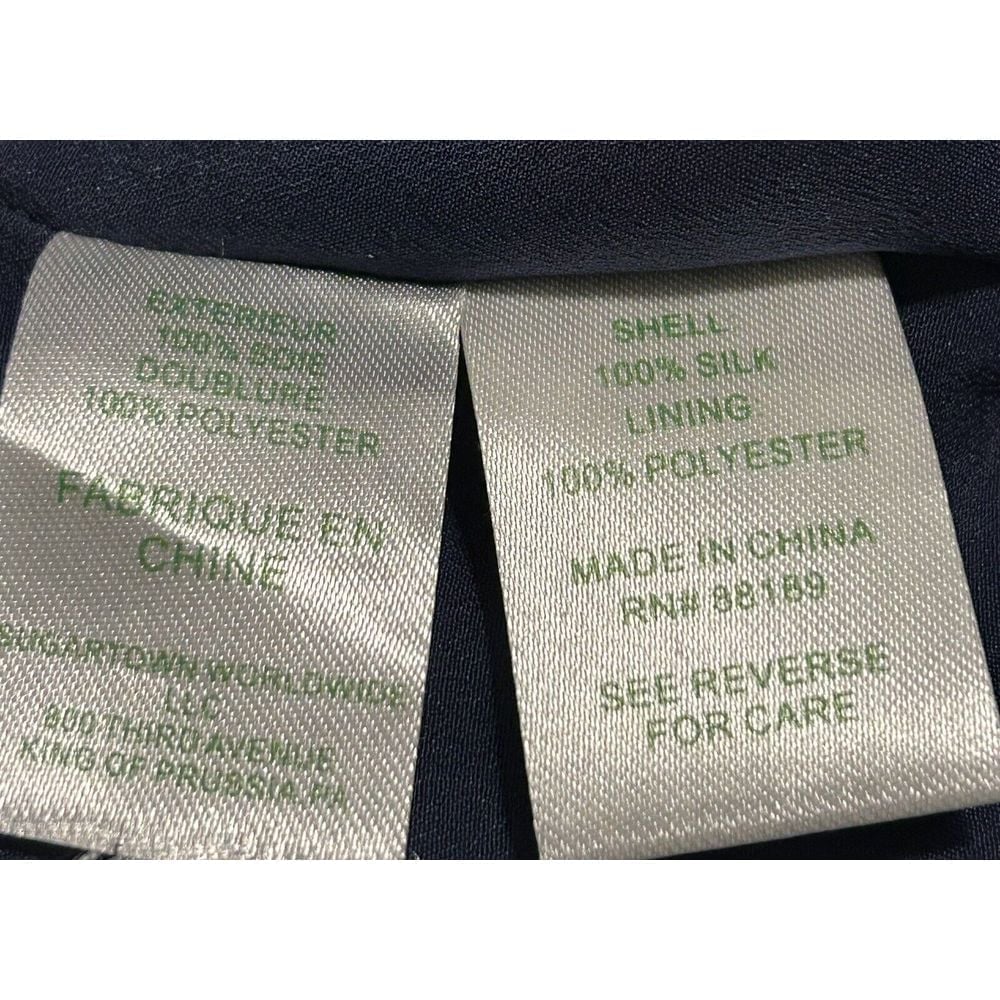 EXTERIEUR
100% SOIE
DOUBLURE
100% POLYESTER
FABRIQUE EN
CHINE
SUGARTOWN WORLDWIDE
LLC
800 THIRD AVENUE
KING OF PRUSSIA PA
SHELL
100% SILK
LINING
100% POLYESTER
MADE IN CHINA
RN# 88169
SEE REVERSE
FOR CARE